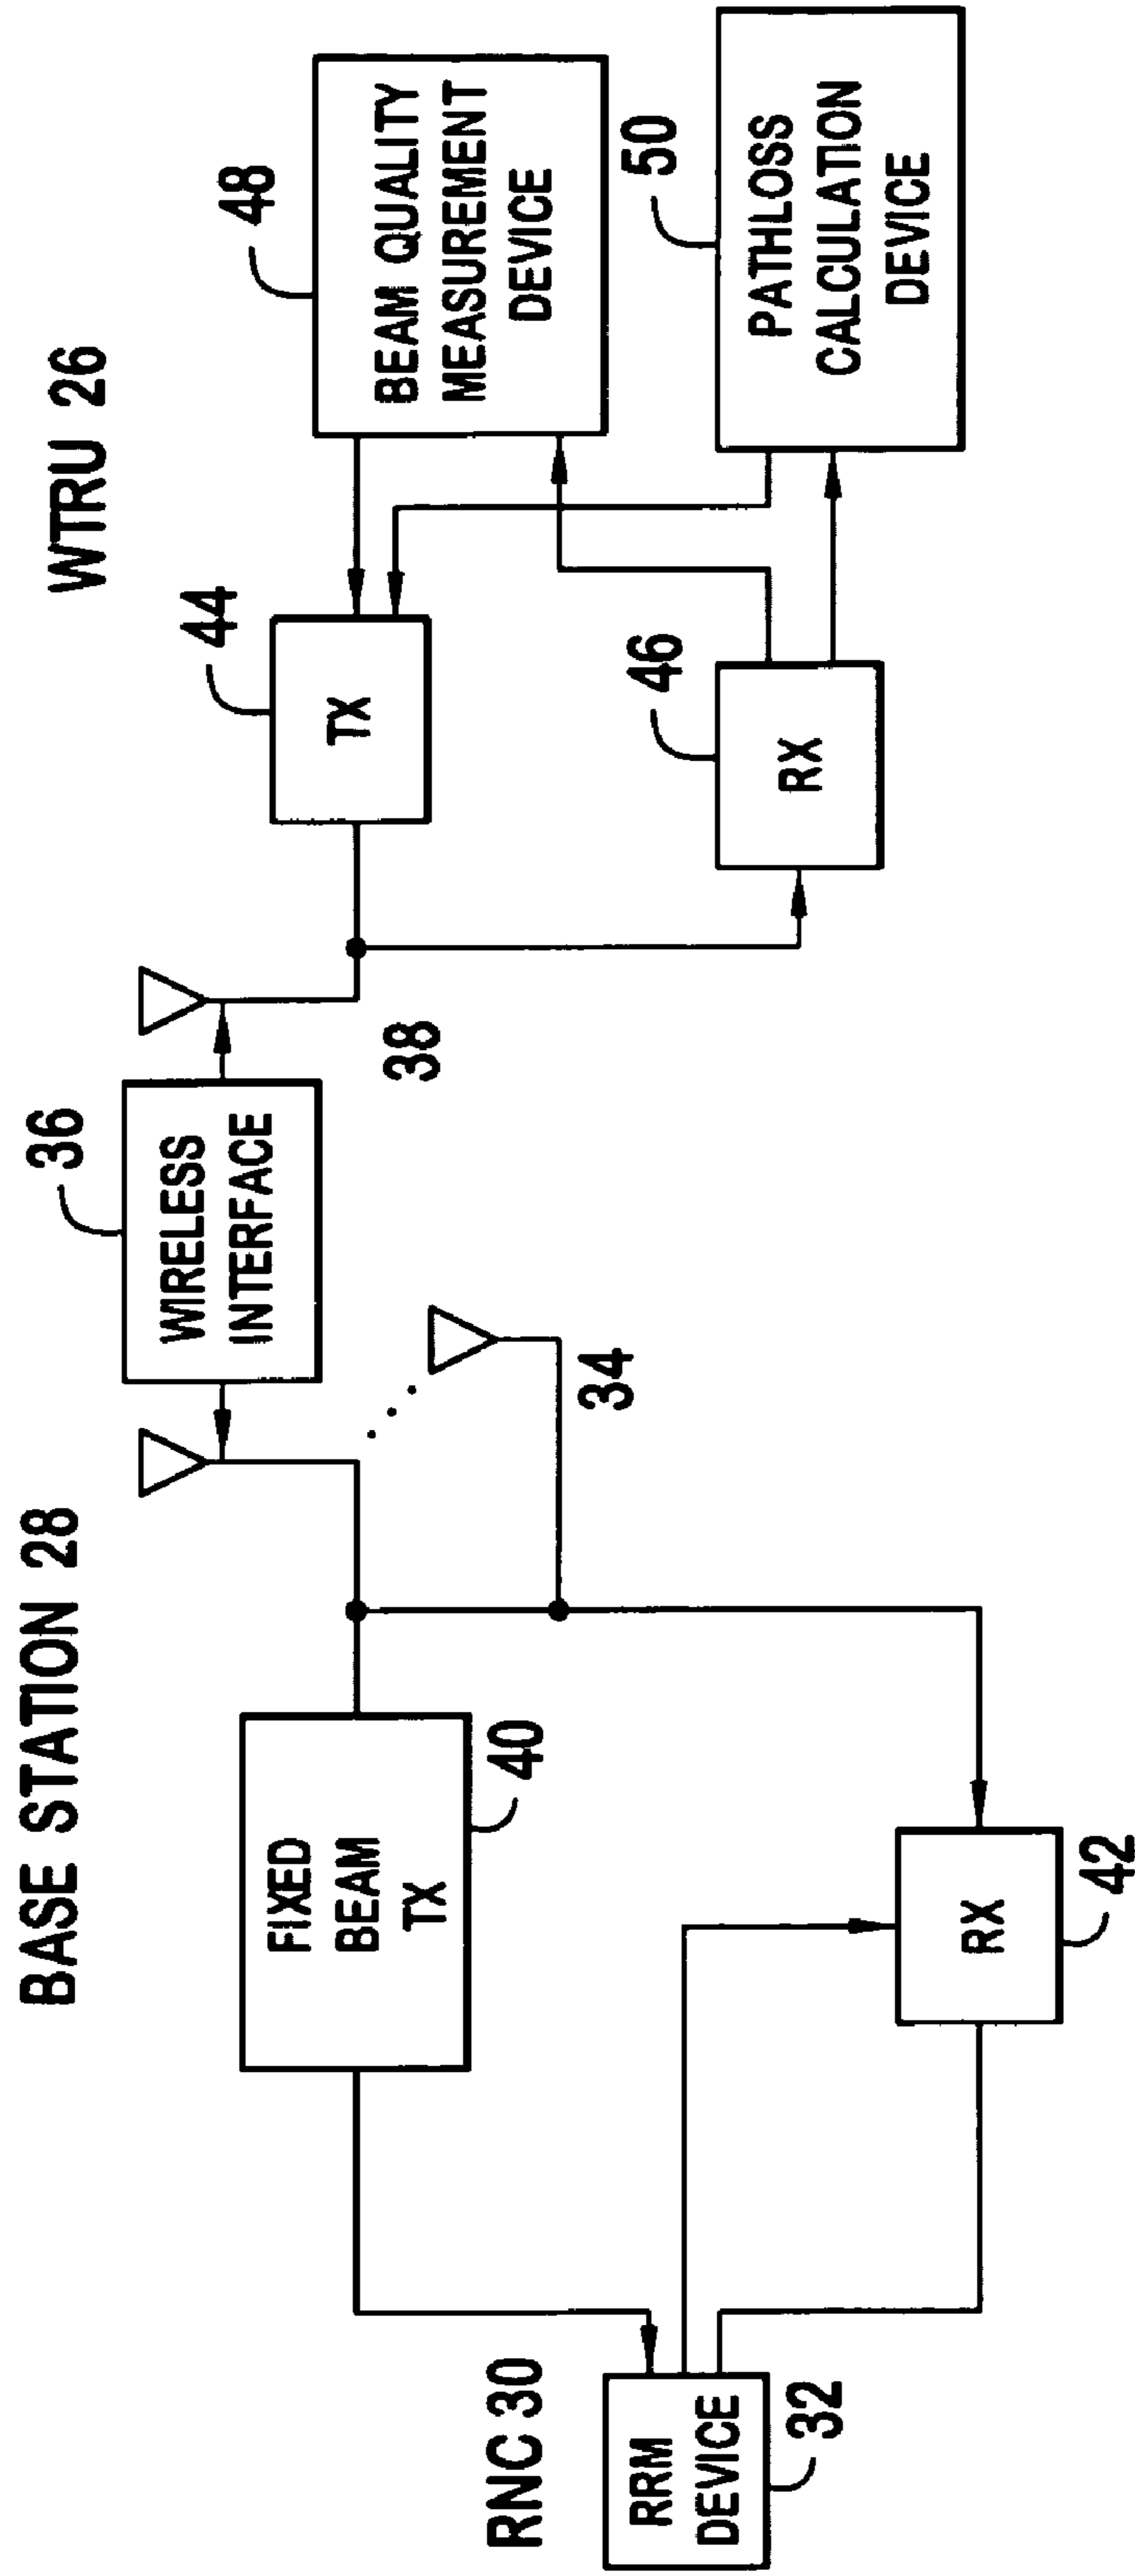 BASE STATION 28
WTRU 26
36
WIRELESS
INTERFACE
48
BEAM QUALITY
MEASUREMENT
DEVICE
44
TX
FIXED
BEAM
TX
40
34
38
RNC 30
RRM
DEVICE
32
46
RX
50
PATHLOSS
CALCULATION
DEVICE
RX
42